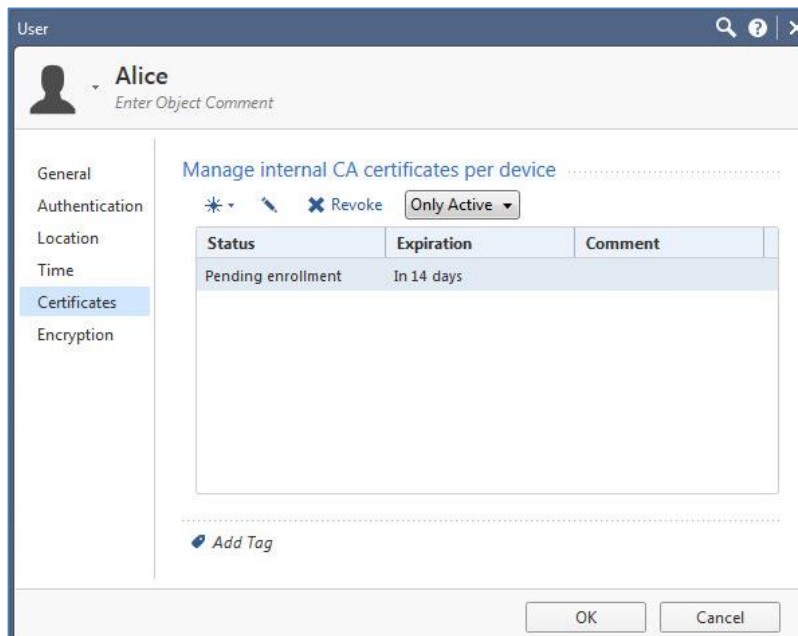 User
Alice
Enter Object Comment
General
Authentication
Location
Time
Certificates
Encryption
Manage internal CA certificates per device
Revoke Only Active
Status Expiration Comment
Pending enrollment In 14 days
Add Tag
OK Cancel